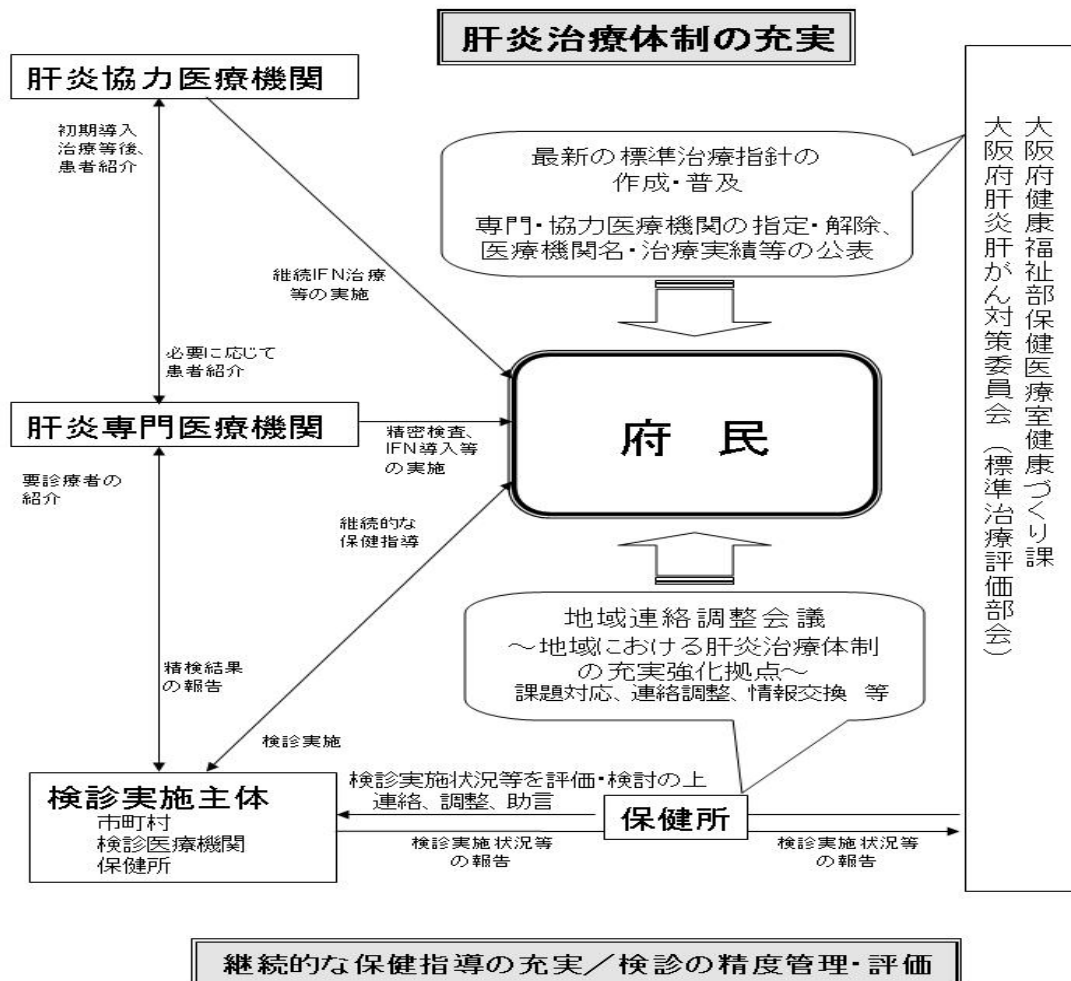 肝炎治療体制の充実
肝炎協力医療機関
初期導入
治療等後、
患者紹介
継続IFN治療
等の実施
必要に応じて
患者紹介
肝炎専門医療機関
精密検査、
IFN導入等
の実施
要診療者の
紹介
継続的な
保健指導
精検結果
の報告
検診実施
検診実施主体
市町村
検診医療機関
保健所
最新の標準治療指針の
作成・普及
専門・協力医療機関の指定・解除、
医療機関名・治療実績等の公表
府 民
地域連絡調整会議
～地域における肝炎治療体制
の充実強化拠点～
課題対応、連絡調整、情報交換 等
検診実施状況等を評価・検討の上
連絡、調整、助言
検診実施状況等
の報告
保健所
検診実施状況等
の報告
大阪府健康福祉部保健医療室健康づくり課
大阪府肝炎肝がん対策委員会（標準治療評価部会）
継続的な保健指導の充実／検診の精度管理・評価